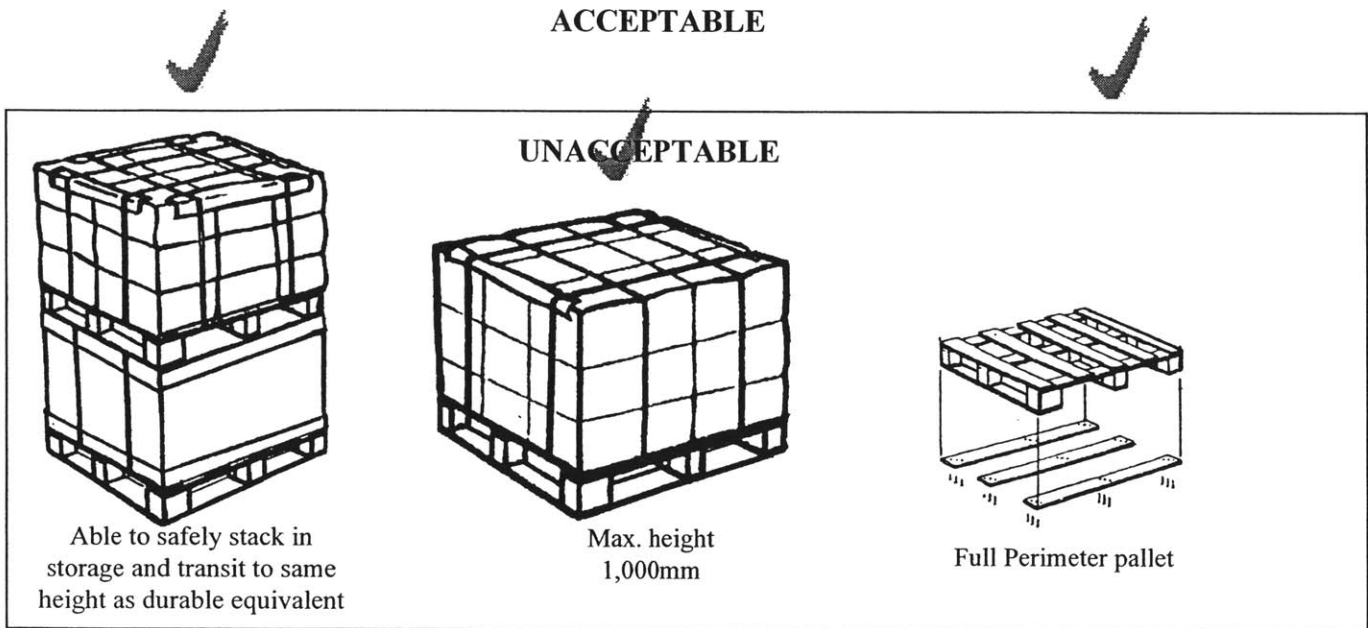 ACCEPTABLE
UNACCEPTABLE
Able to safely stack in
storage and transit to same
height as durable equivalent
Max. height
1,000mm
Full Perimeter pallet